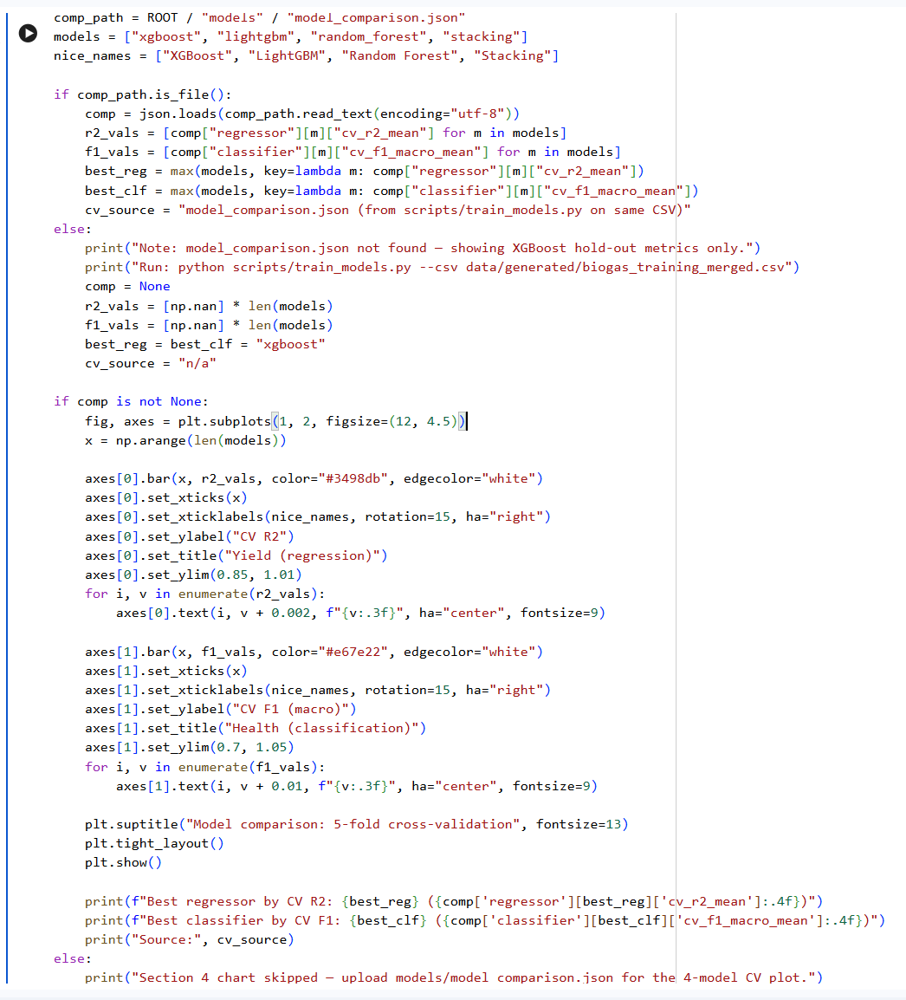 comp_path = ROOT / "models" / "model_comparison.json"
models = ["xgboost", "lightgbm", "random_forest", "stacking"]
nice_names = ["XGBoost", "LightGBM", "Random Forest", "Stacking"]

if comp_path.is_file():
    comp = json.loads(comp_path.read_text(encoding="utf-8"))
    r2_vals = [comp["regressor"][m]["cv_r2_mean"] for m in models]
    f1_vals = [comp["classifier"][m]["cv_f1_macro_mean"] for m in models]
    best_reg = max(models, key=lambda m: comp["regressor"][m]["cv_r2_mean"])
    best_clf = max(models, key=lambda m: comp["classifier"][m]["cv_f1_macro_mean"])
    cv_source = "model_comparison.json (from scripts/train_models.py on same CSV)"
else:
    print("Note: model_comparison.json not found — showing XGBoost hold-out metrics only.")
    print("Run: python scripts/train_models.py --csv data/generated/biogas_training_merged.csv")
    comp = None
    r2_vals = [np.nan] * len(models)
    f1_vals = [np.nan] * len(models)
    best_reg = best_clf = "xgboost"
    cv_source = "n/a"

if comp is not None:
    fig, axes = plt.subplots(1, 2, figsize=(12, 4.5))
    x = np.arange(len(models))

    axes[0].bar(x, r2_vals, color="#3498db", edgecolor="white")
    axes[0].set_xticks(x)
    axes[0].set_xticklabels(nice_names, rotation=15, ha="right")
    axes[0].set_ylabel("CV R2")
    axes[0].set_title("Yield (regression)")
    axes[0].set_ylim(0.85, 1.01)
    for i, v in enumerate(r2_vals):
        axes[0].text(i, v + 0.002, f"{v:.3f}", ha="center", fontsize=9)

    axes[1].bar(x, f1_vals, color="#e67e22", edgecolor="white")
    axes[1].set_xticks(x)
    axes[1].set_xticklabels(nice_names, rotation=15, ha="right")
    axes[1].set_ylabel("CV F1 (macro)")
    axes[1].set_title("Health (classification)")
    axes[1].set_ylim(0.7, 1.05)
    for i, v in enumerate(f1_vals):
        axes[1].text(i, v + 0.01, f"{v:.3f}", ha="center", fontsize=9)

    plt.suptitle("Model comparison: 5-fold cross-validation", fontsize=13)
    plt.tight_layout()
    plt.show()

    print(f"Best regressor by CV R2: {best_reg} ({comp['regressor'][best_reg]['cv_r2_mean']:.4f})")
    print(f"Best classifier by CV F1: {best_clf} ({comp['classifier'][best_clf]['cv_f1_macro_mean']:.4f})")
    print("Source:", cv_source)
else:
    print("Section 4 chart skipped — upload models/model_comparison.json for the 4-model CV plot.")